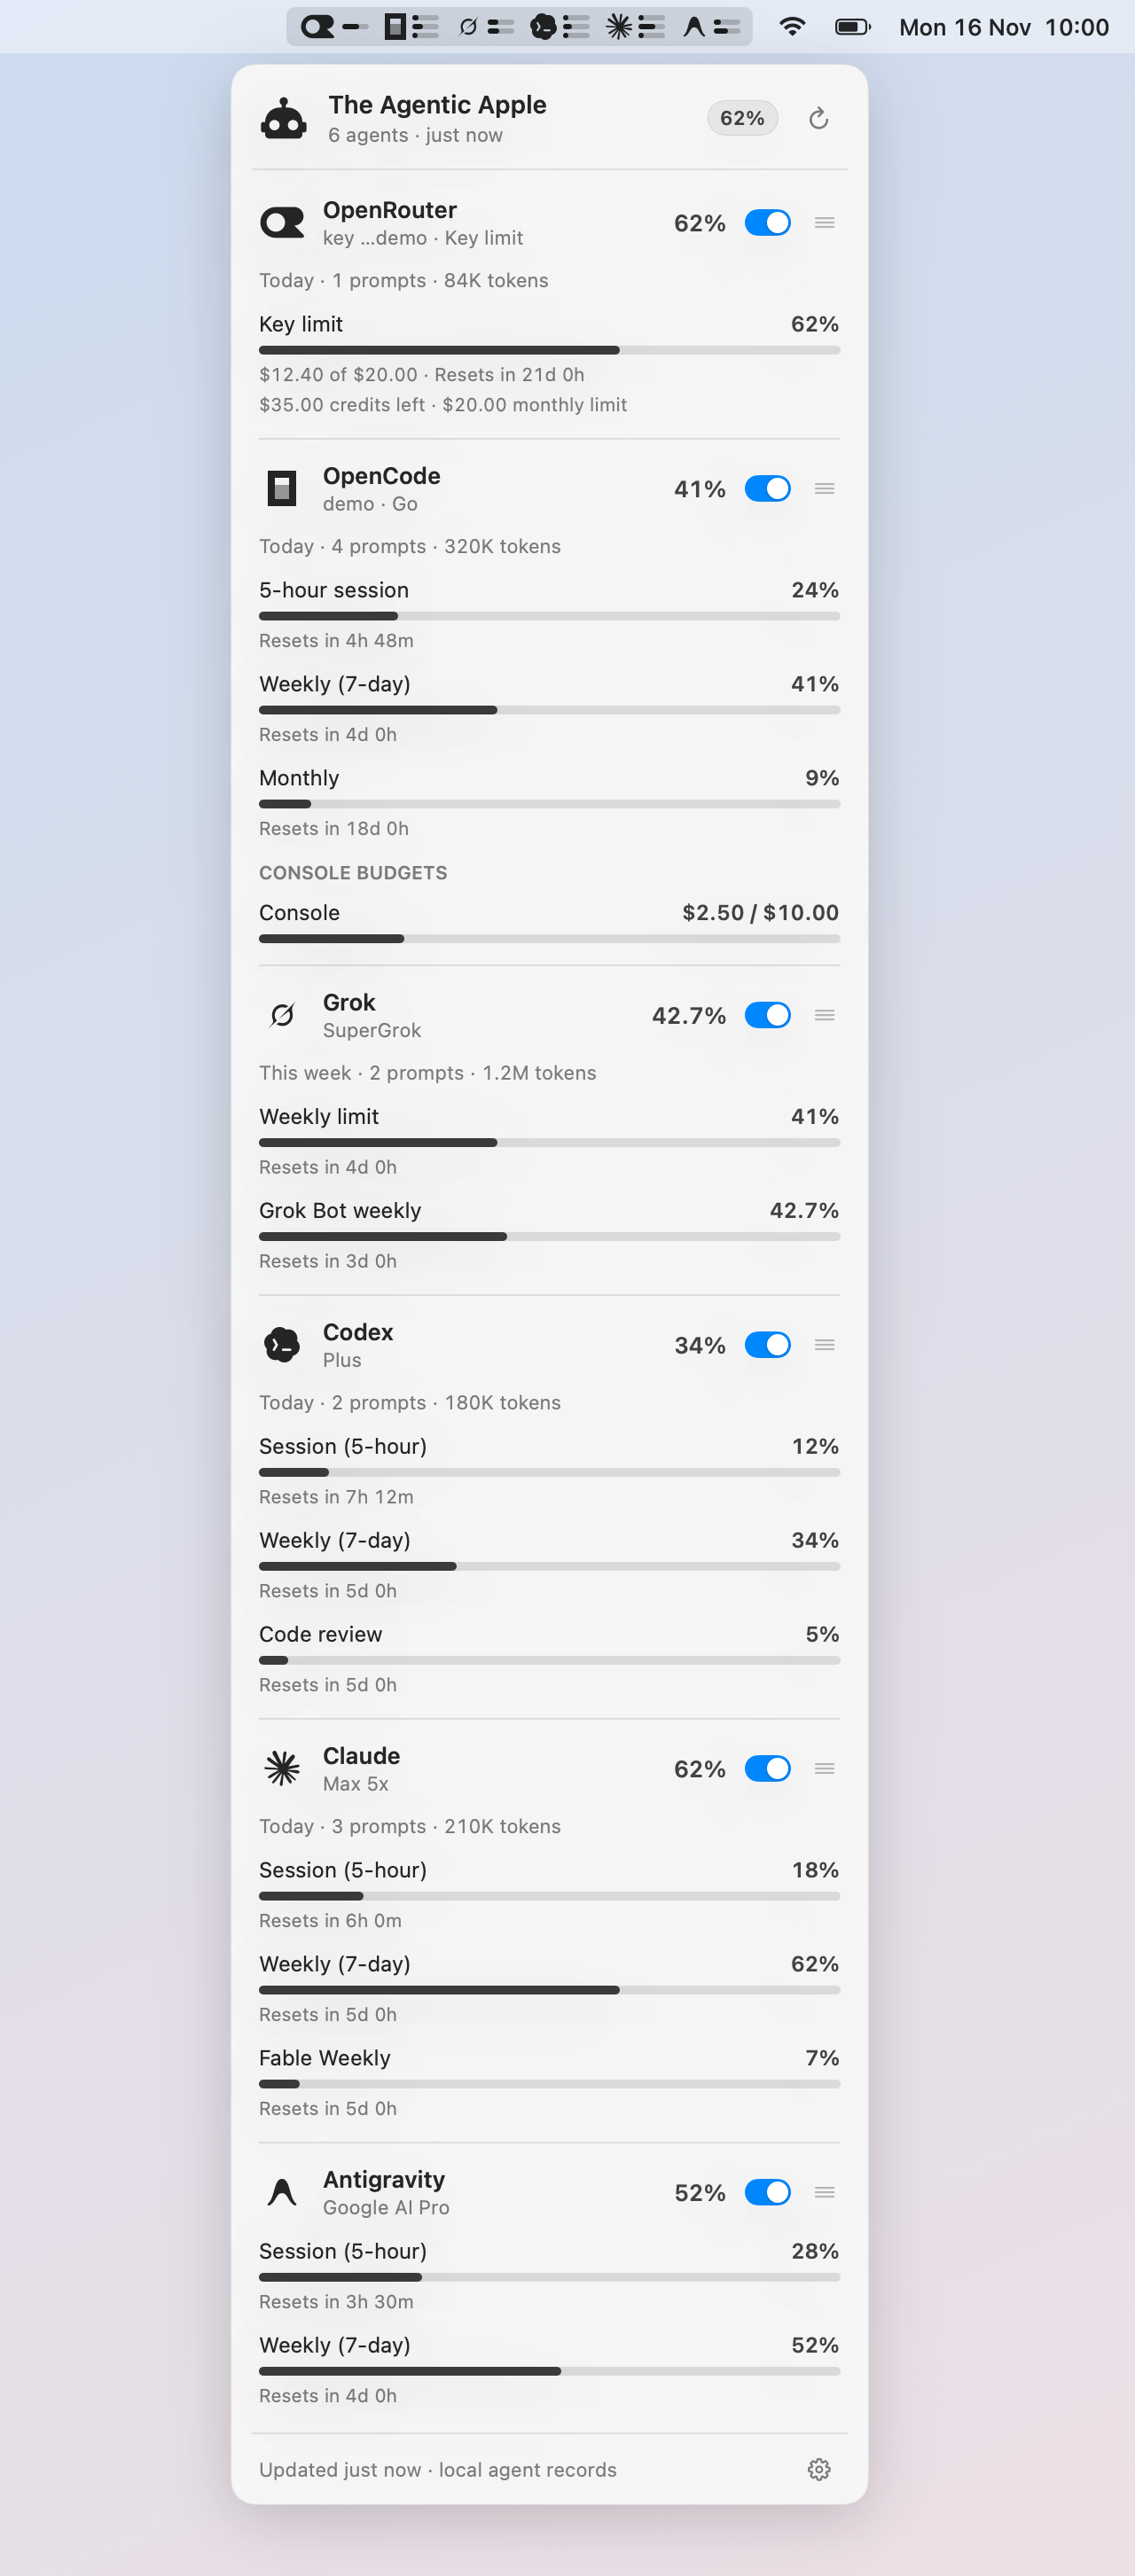 Mon 16 Nov 10:00
The Agentic Apple
6 agents · just now
62%
OpenRouter
key ...demo · Key limit
62%
Today · 1 prompts · 84K tokens
Key limit
62%
$12.40 of $20.00 · Resets in 21d 0h
$35.00 credits left · $20.00 monthly limit
OpenCode
demo · Go
41%
Today · 4 prompts · 320K tokens
5-hour session
24%
Resets in 4h 48m
Weekly (7-day)
41%
Resets in 4d 0h
Monthly
9%
Resets in 18d 0h
CONSOLE BUDGETS
Console
$2.50 / $10.00
Grok
SuperGrok
42.7%
This week · 2 prompts · 1.2M tokens
Weekly limit
41%
Resets in 4d 0h
Grok Bot weekly
42.7%
Resets in 3d 0h
Codex
Plus
34%
Today · 2 prompts · 180K tokens
Session (5-hour)
12%
Resets in 7h 12m
Weekly (7-day)
34%
Resets in 5d 0h
Code review
5%
Resets in 5d 0h
Claude
Max 5x
62%
Today · 3 prompts · 210K tokens
Session (5-hour)
18%
Resets in 6h 0m
Weekly (7-day)
62%
Resets in 5d 0h
Fable Weekly
7%
Resets in 5d 0h
Antigravity
Google AI Pro
52%
Session (5-hour)
28%
Resets in 3h 30m
Weekly (7-day)
52%
Resets in 4d 0h
Updated just now · local agent records